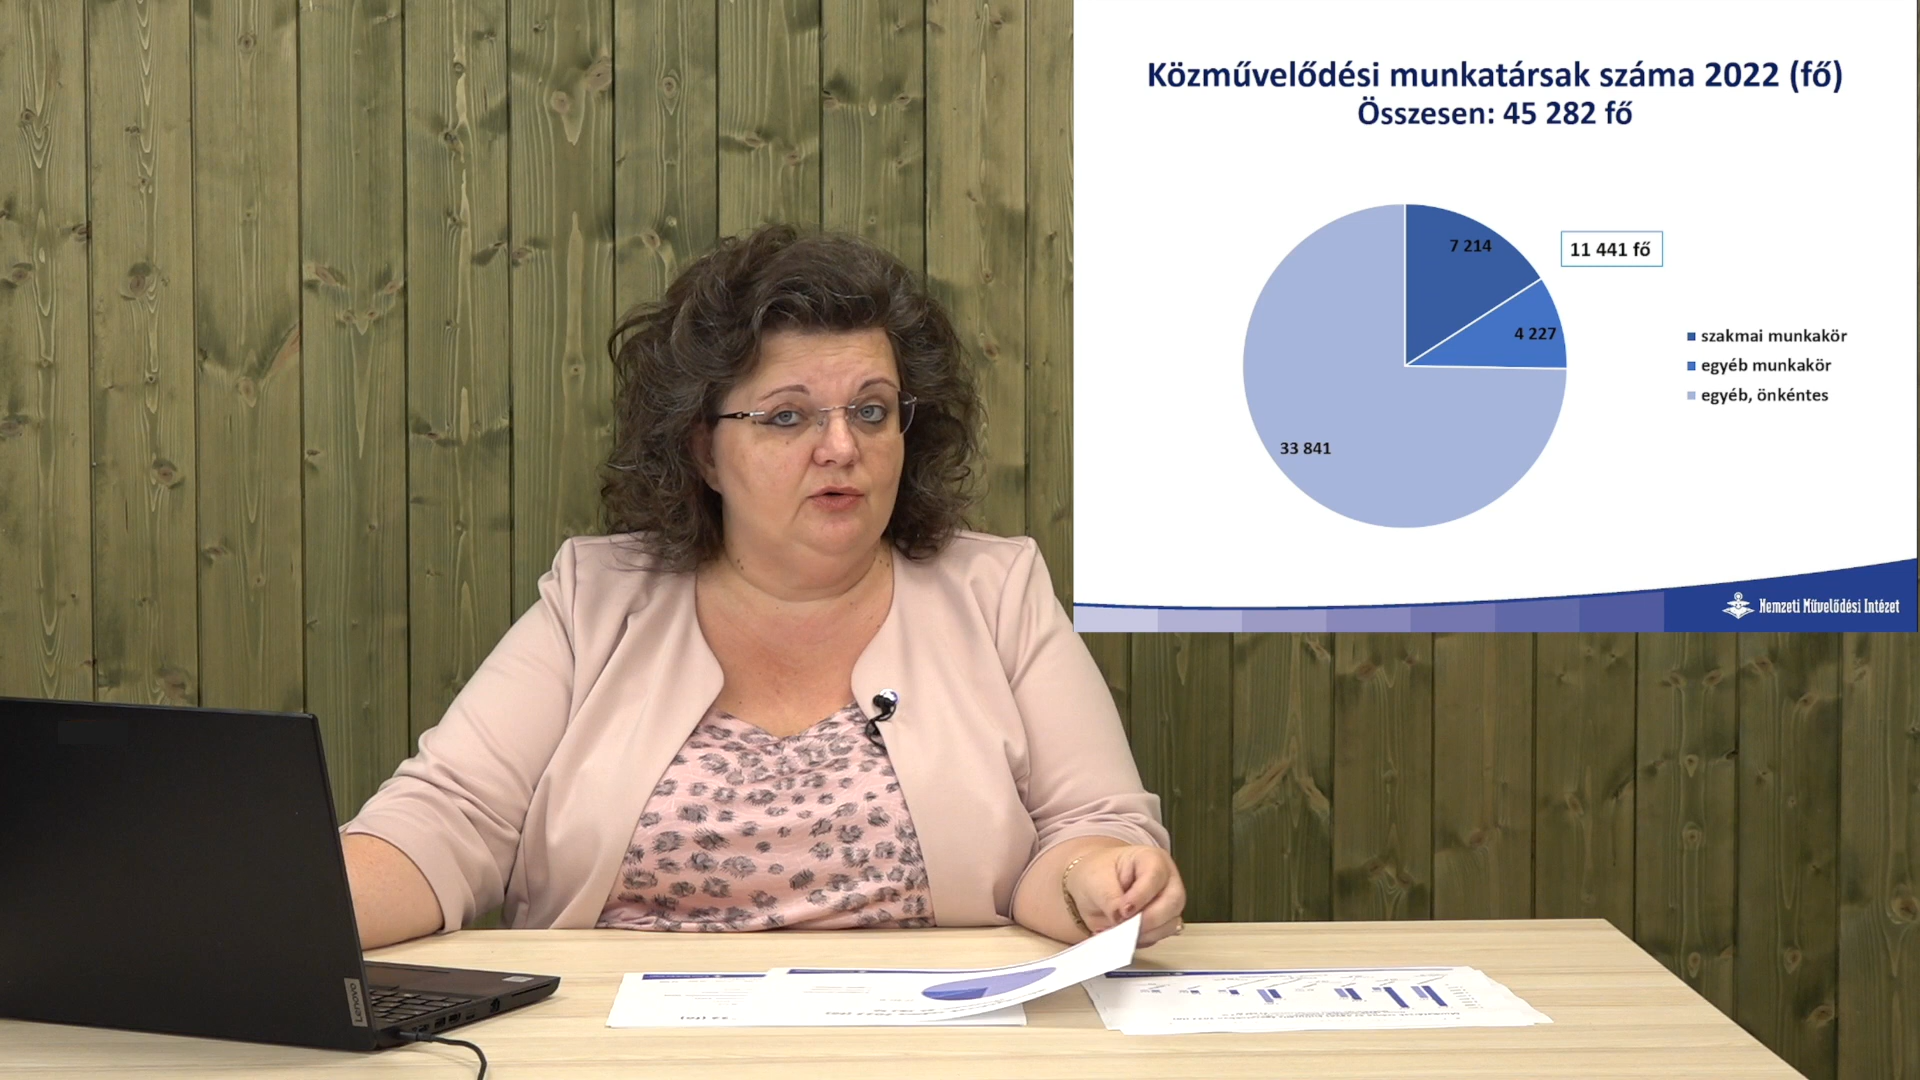 Közművelődési munkatársak száma 2022 (fő)
Összesen: 45 282 fő
7 214
11 441 fő
4 227
szakmai munkakör
egyéb munkakör
egyéb, önkéntes
33 841
Nemzeti Művelődési Intézet
Lenovo